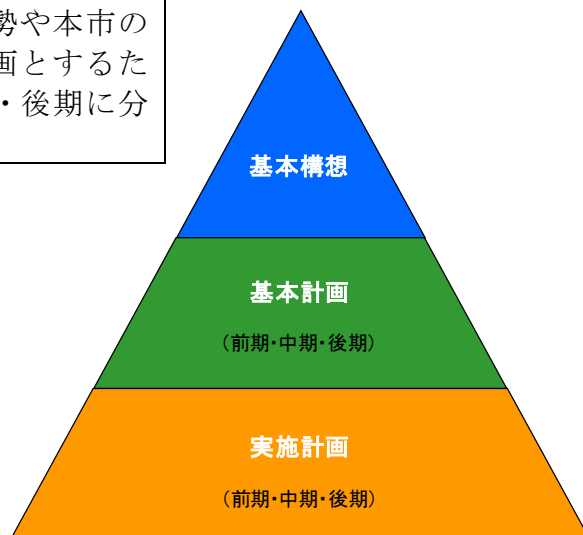 勢や本市の
画とするた
・後期に分
基本構想
基本計画
（前期・中期・後期）
実施計画
（前期・中期・後期）